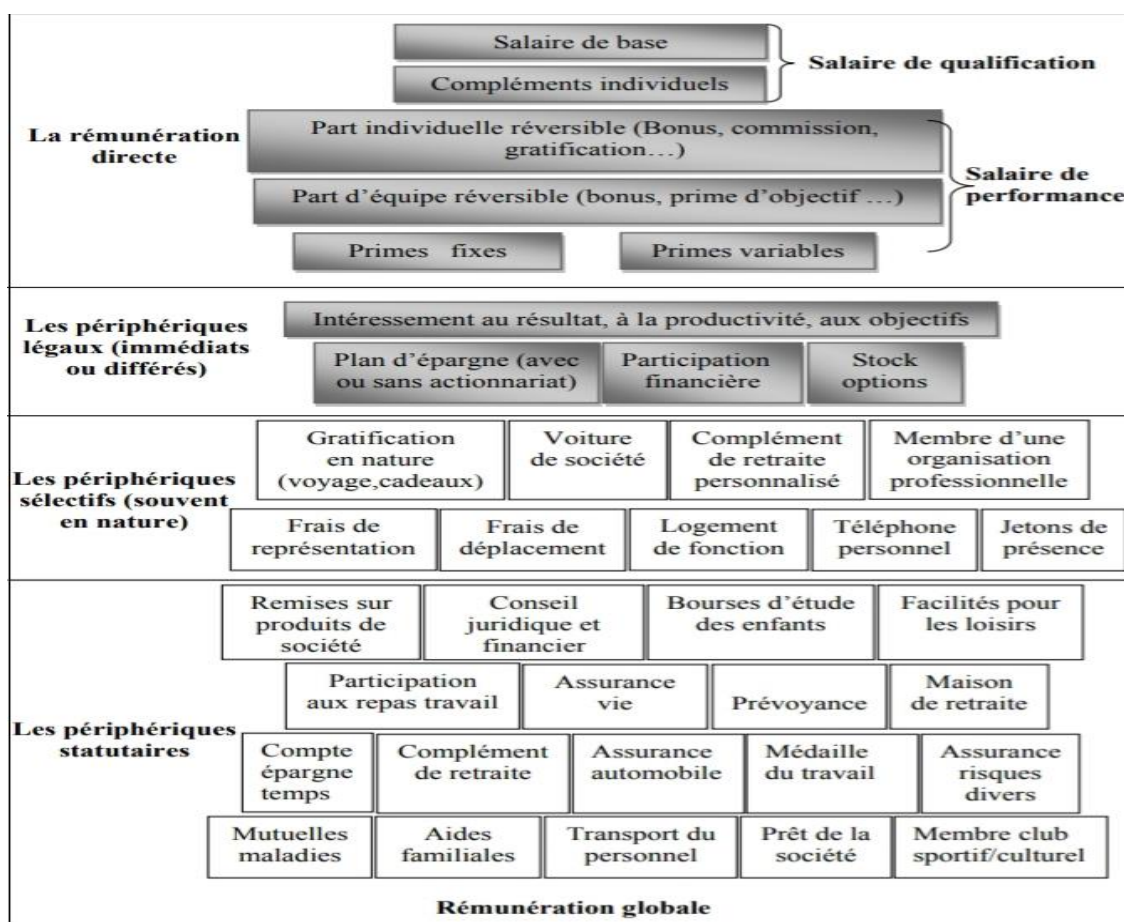 Salaire de base
Compléments individuels
Salaire de qualification
La rémunération
directe
Part individuelle réversible (Bonus, commission,
gratification…)
Part d’équipe réversible (bonus, prime d’objectif …)
Primes fixes
Primes variables
Salaire de
performance
Les périphériques
légaux (immédiats
ou différés)
Intéressement au résultat, à la productivité, aux objectifs
Plan d’épargne (avec
ou sans actionnariat)
Participation
financière
Stock
options
Les périphériques
sélectifs (souvent
en nature)
Gratification
en nature
(voyage,cadeaux)
Voiture
de société
Complément
de retraite
personnalisé
Membre d’une
organisation
professionnelle
Frais de
représentation
Frais de
déplacement
Logement
de fonction
Téléphone
personnel
Jetons de
présence
Les périphériques
statutaires
Remises sur
produits de
société
Conseil
juridique et
financier
Bourses d’étude
des enfants
Facilités pour
les loisirs
Participation
aux repas travail
Assurance
vie
Prévoyance
Maison
de retraite
Compte
épargne
temps
Complément
de retraite
Assurance
automobile
Médaille
du travail
Assurance
risques
divers
Mutuelles
maladies
Aides
familiales
Transport du
personnel
Prêt de la
société
Membre club
sportif/culturel
Rémunération globale